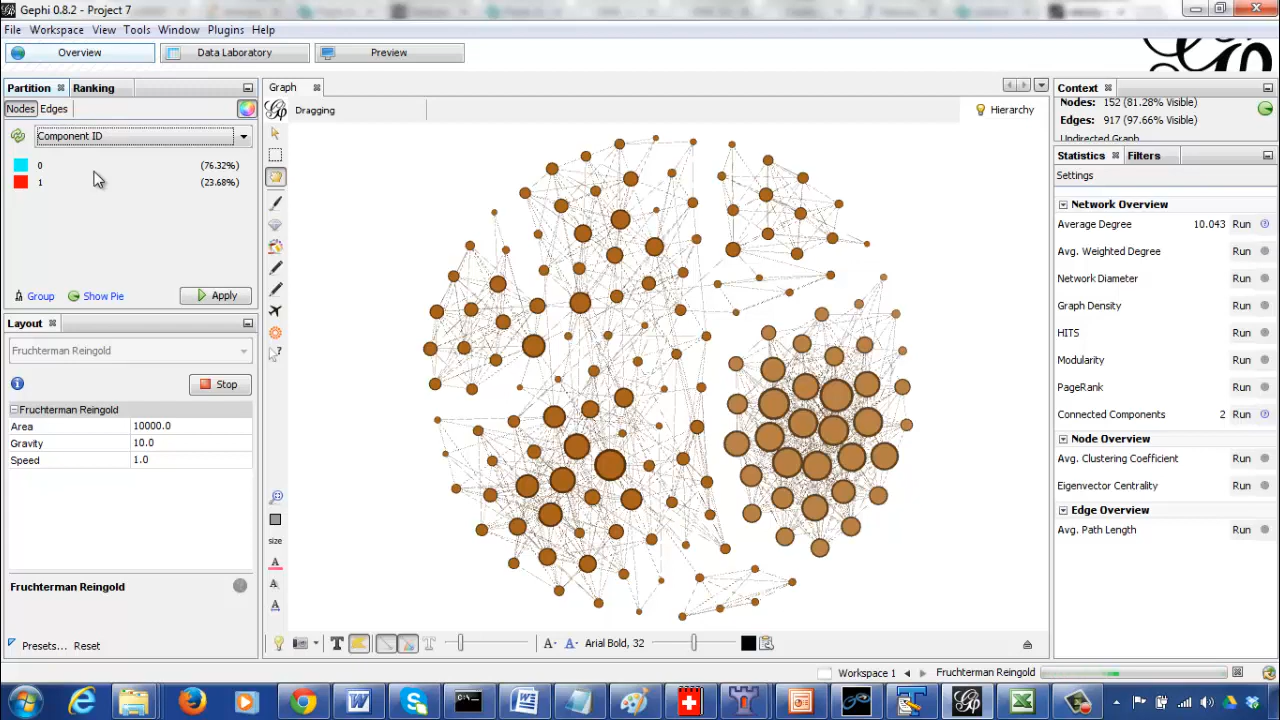 Gephi 0.8.2 - Project 7
File Workspace View Tools Window Plugins Help
Overview Data Laboratory Preview
Partition Ranking
Nodes Edges
Component ID
0 (76.32%)
1 (23.68%)
Group Show Pie Apply
Layout
Fruchterman Reingold
Stop
Fruchterman Reingold
Area 10000.0
Gravity 10.0
Speed 1.0
Fruchterman Reingold
Presets... Reset
Graph
Dragging
Hierarchy
size
Arial Bold, 32
Context
Nodes: 152 (81.28% Visible)
Edges: 917 (97.66% Visible)
Undirected Graph
Statistics Filters
Settings
Network Overview
Average Degree 10.043 Run
Avg. Weighted Degree Run
Network Diameter Run
Graph Density Run
HITS Run
Modularity Run
PageRank Run
Connected Components 2 Run
Node Overview
Avg. Clustering Coefficient Run
Eigenvector Centrality Run
Edge Overview
Avg. Path Length Run
Workspace 1 Fruchterman Reingold